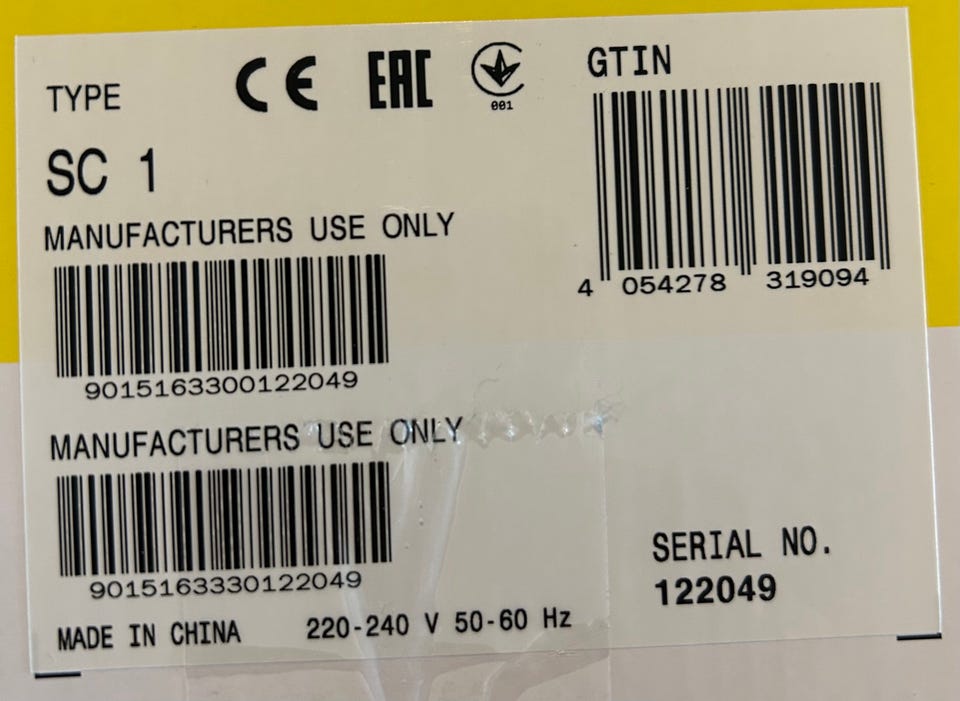 TYPE
CE EAC
001
GTIN
SC 1
4 054278 319094
MANUFACTURERS USE ONLY
9015163300122049
MANUFACTURERS USE ONLY
9015163330122049
SERIAL NO.
122049
MADE IN CHINA 220-240 V 50-60 Hz